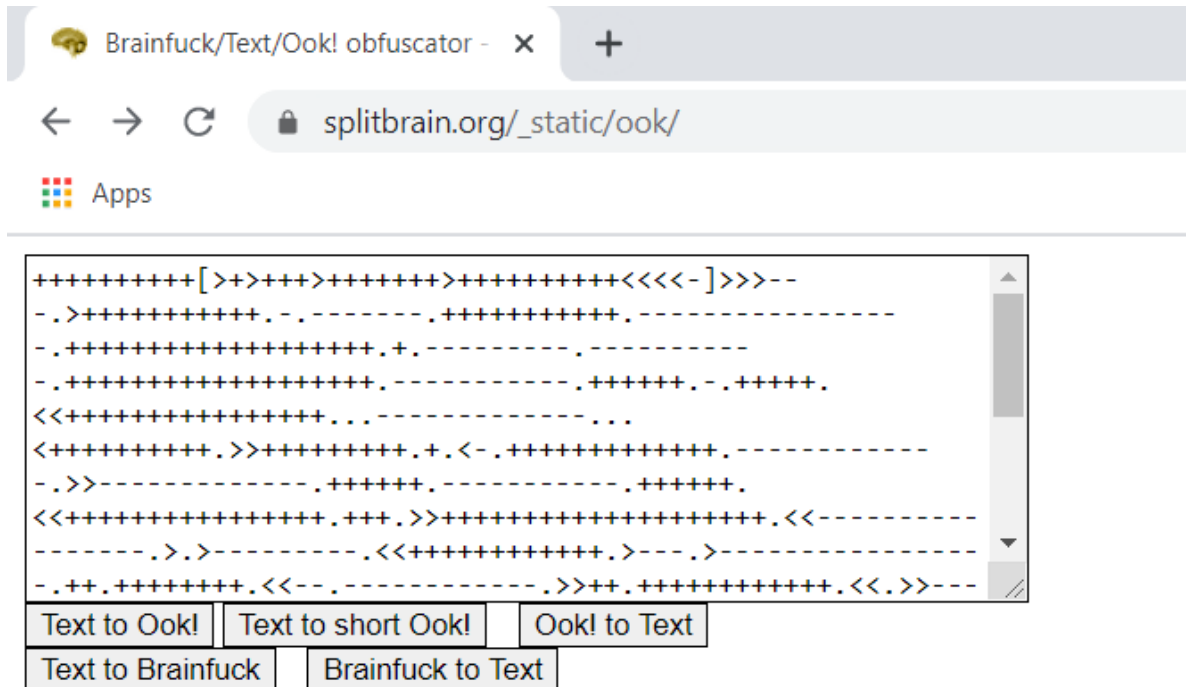 Brainfuck/Text/Ook! obfuscator -
splitbrain.org/_static/ook/
Apps
++++++++++[>+>+++>+++++++>++++++++++<<<<-]>>>--
-.>+++++++++++.-.-------.+++++++++++.----------------
-.+++++++++++++++++++.+.---------.----------
-.+++++++++++++++++++.-----------.++++++.-.+++++.
<<++++++++++++++++...-------------...
<++++++++++.>>+++++++++.+.<-.+++++++++++++.------------
-.>>-------------.++++++.-----------.++++++.
<<++++++++++++++++.+++.>>++++++++++++++++++++.<<----------
-------.>.>---------.<<++++++++++++.>---.>----------------
-.++.++++++++.<<--.------------.>>++.++++++++++++.<<.>>---
Text to Ook! Text to short Ook! Ook! to Text
Text to Brainfuck Brainfuck to Text